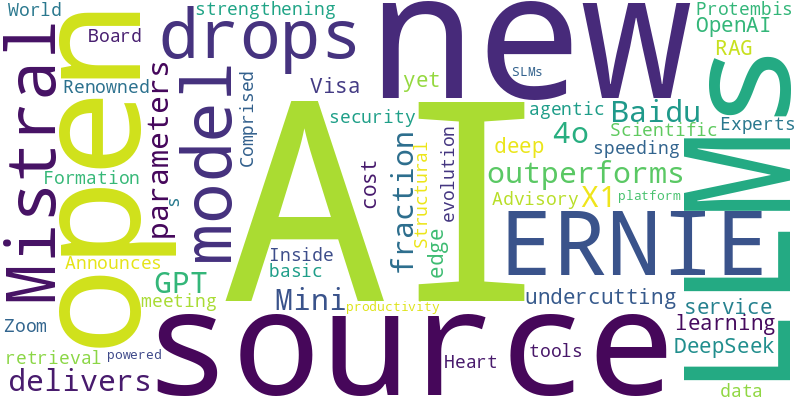 World
strengthening
Protembis
Board
drops
new
OpenAI
Mistral
open
RAG
Renowned
model
Visa
yet
SLMs
LLMs
parameters
Comprised
security
agentic
Baidu
Experts
4o
Scientific
fraction
Structural
evolution
deep
speeding
AI
cost
outperforms
Formation
s
Advisory
X1
platform
edge
ERNIE
Announces
Inside
basic
GPT
Mini
undercutting
meeting
productivity
service
Zoom
source
learning
retrieval
powered
Heart
tools
DeepSeek
delivers
data